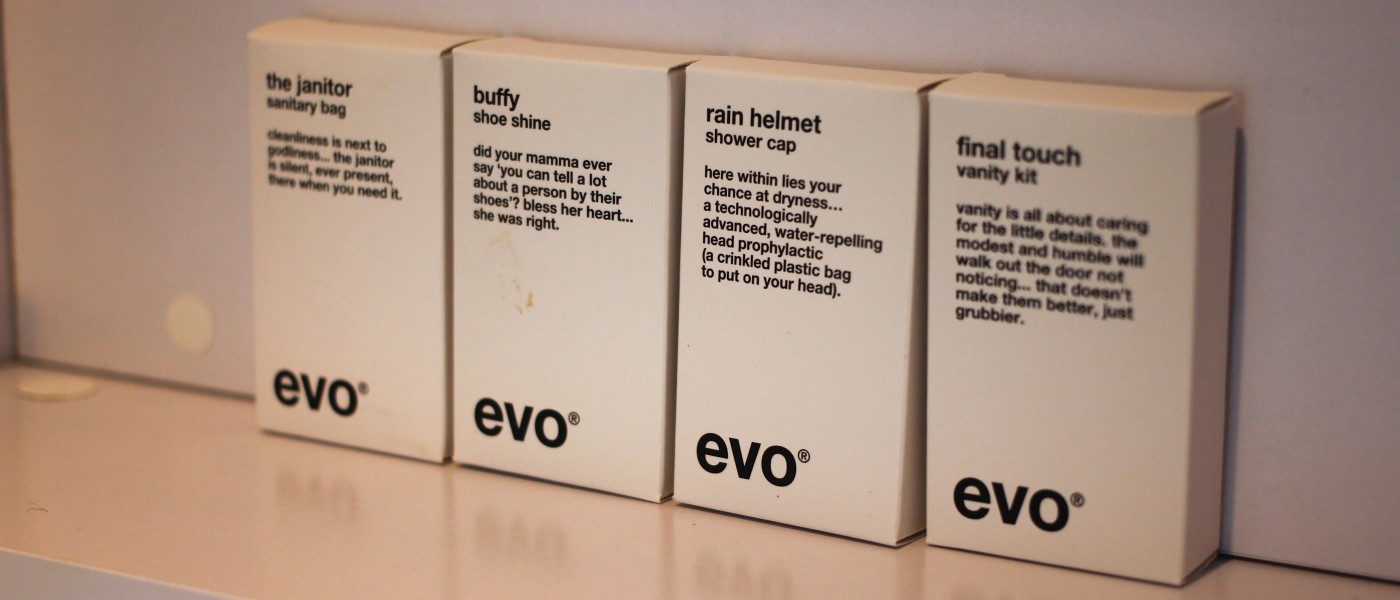 the janitor
sanitary bag
cleanliness is next to
godliness... the janitor
is silent, ever present,
there when you need it.
evo®
buffy
shoe shine
did your mamma ever
say 'you can tell a lot
about a person by their
shoes'? bless her heart...
she was right.
evo®
rain helmet
shower cap
here within lies your
chance at dryness...
a technologically
advanced, water-repelling
head prophylactic
(a crinkled plastic bag
to put on your head).
evo®
final touch
vanity kit
vanity is all about caring
for the little details. the
modest and humble will
walk out the door not
noticing... that doesn't
make them better, just
grubbier.
evo®